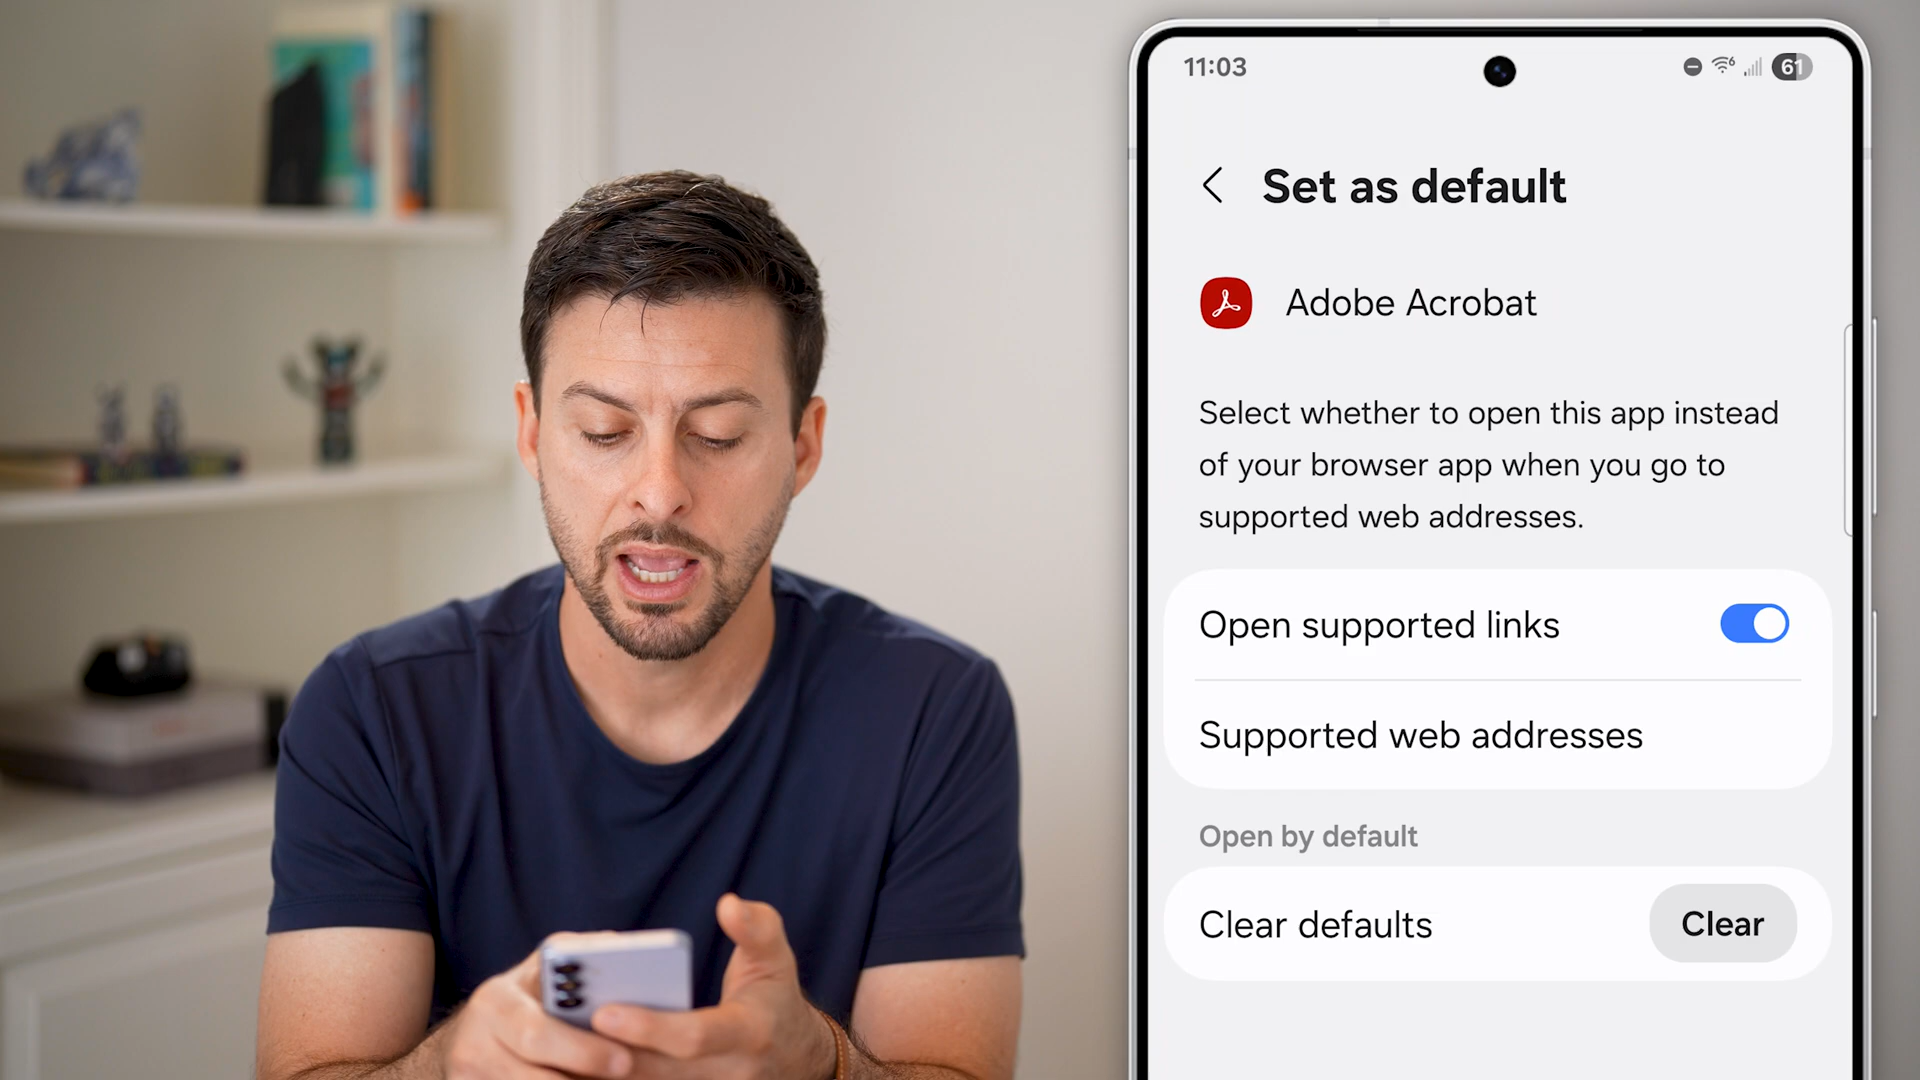 11:03
6
61
Set as default
Adobe Acrobat
Select whether to open this app instead
of your browser app when you go to
supported web addresses.
Open supported links
Supported web addresses
Open by default
Clear defaults
Clear